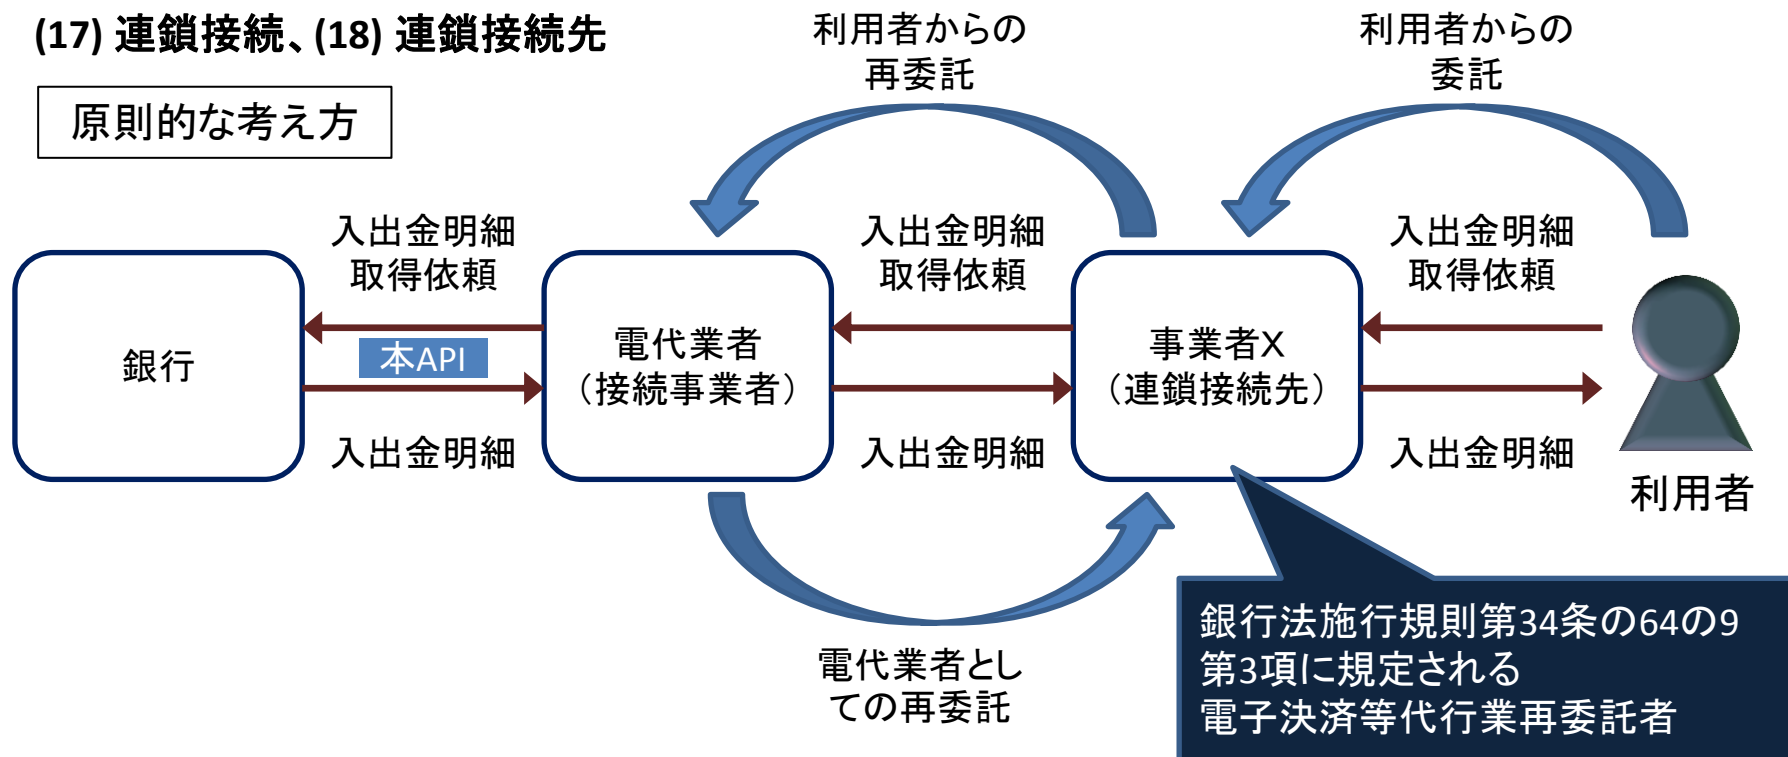 (17) 連鎖接続、(18) 連鎖接続先
原則的な考え方
利用者からの
再委託
利用者からの
委託
入出金明細
取得依頼
入出金明細
取得依頼
入出金明細
取得依頼
銀行
本API
電代業者
（接続事業者）
事業者X
（連鎖接続先）
入出金明細
入出金明細
入出金明細
利用者
電代業者とし
ての再委託
銀行法施行規則第34条の64の9
第3項に規定される
電子決済等代行業再委託者